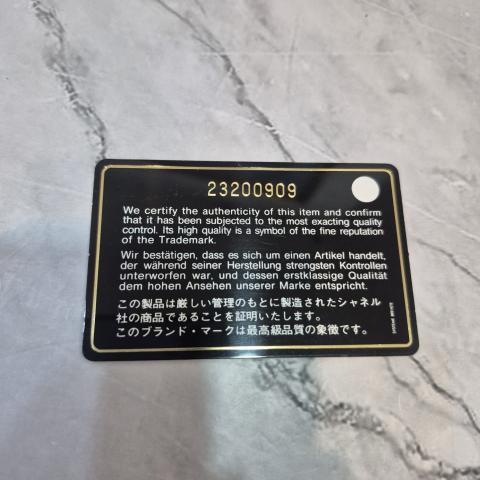 23200909
We certify the authenticity of this item and confirm
that it has been subjected to the most exacting quality
control. Its high quality is a symbol of the fine reputation
of the Trademark.
Wir bestätigen, dass es sich um einen Artikel handelt,
der während seiner Herstellung strengsten Kontrollen
unterworfen war, und dessen erstklassige Qualität
dem hohen Ansehen unserer Marke entspricht.
この製品は厳しい管理のもとに製造されたシャネル
社の商品であることを証明いたします。
このブランド・マークは最高級品質の象徴です。